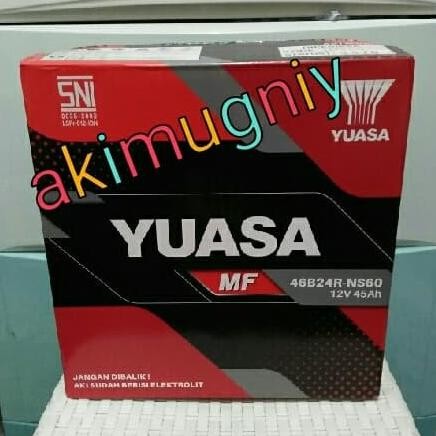 SNI
YUASA
akimugniy
YUASA
MF
46B24R-NS60
12V 45Ah
JANGAN DIBALIK!
AKI SUDAH BERISI ELEKTROLIT